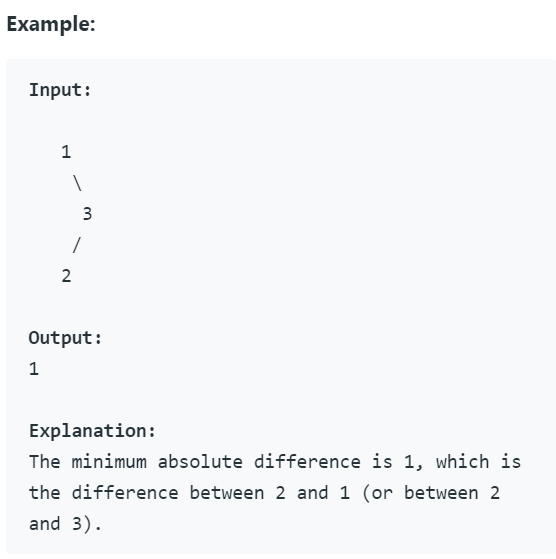 Example:
Input:
1
\
3
/
2
Output:
1
Explanation:
The minimum absolute difference is 1, which is
the difference between 2 and 1 (or between 2
and 3).